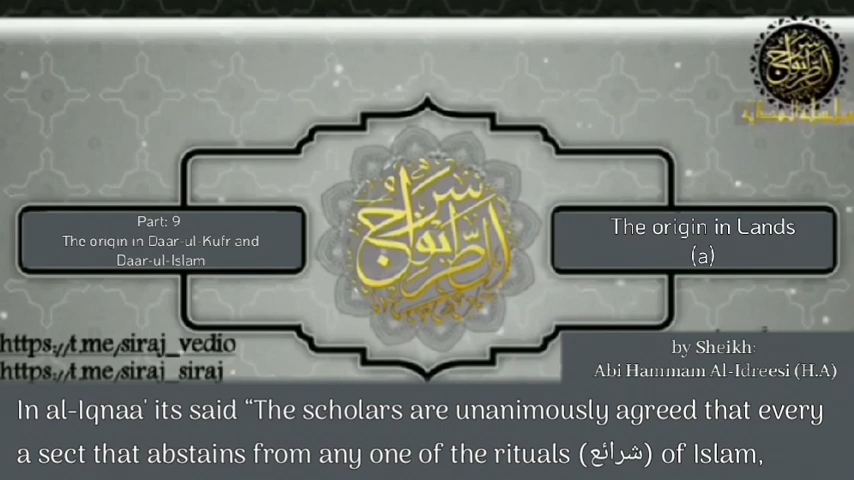 Part: 9
The origin in Daar-ul-Kufr and
Daar-ul-Islam
سراج الطريق
The origin in Lands
(a)
https://t.me/siraj_vedio
https://t.me/siraj_siraj
by Sheikh:
Abi Hammam Al-Idreesi (H.A)
In al-Iqnaa' its said “The scholars are unanimously agreed that every
a sect that abstains from any one of the rituals (شرائع) of Islam,